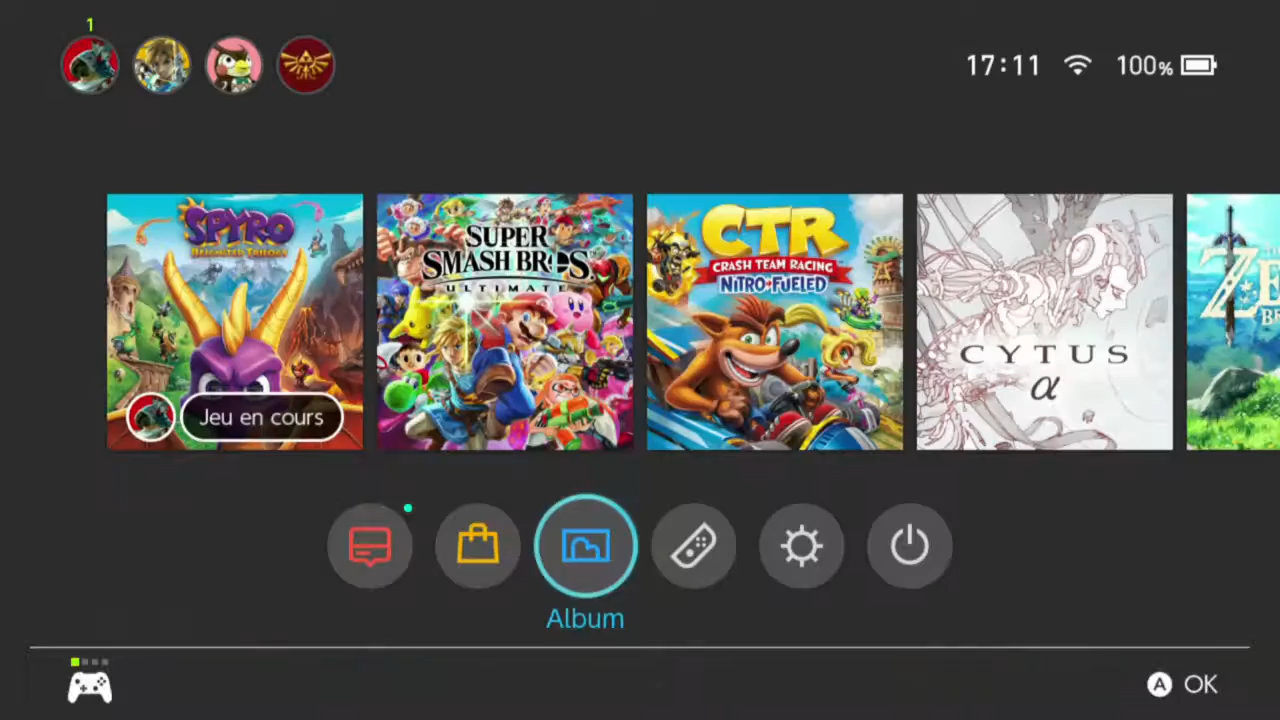 1
17:11
100%
SPYRO
REIGNITED TRILOGY
Jeu en cours
SUPER
SMASH BROS.
ULTIMATE
CTR
CRASH TEAM RACING
NITRO-FUELED
CYTUS
α
Album
A OK